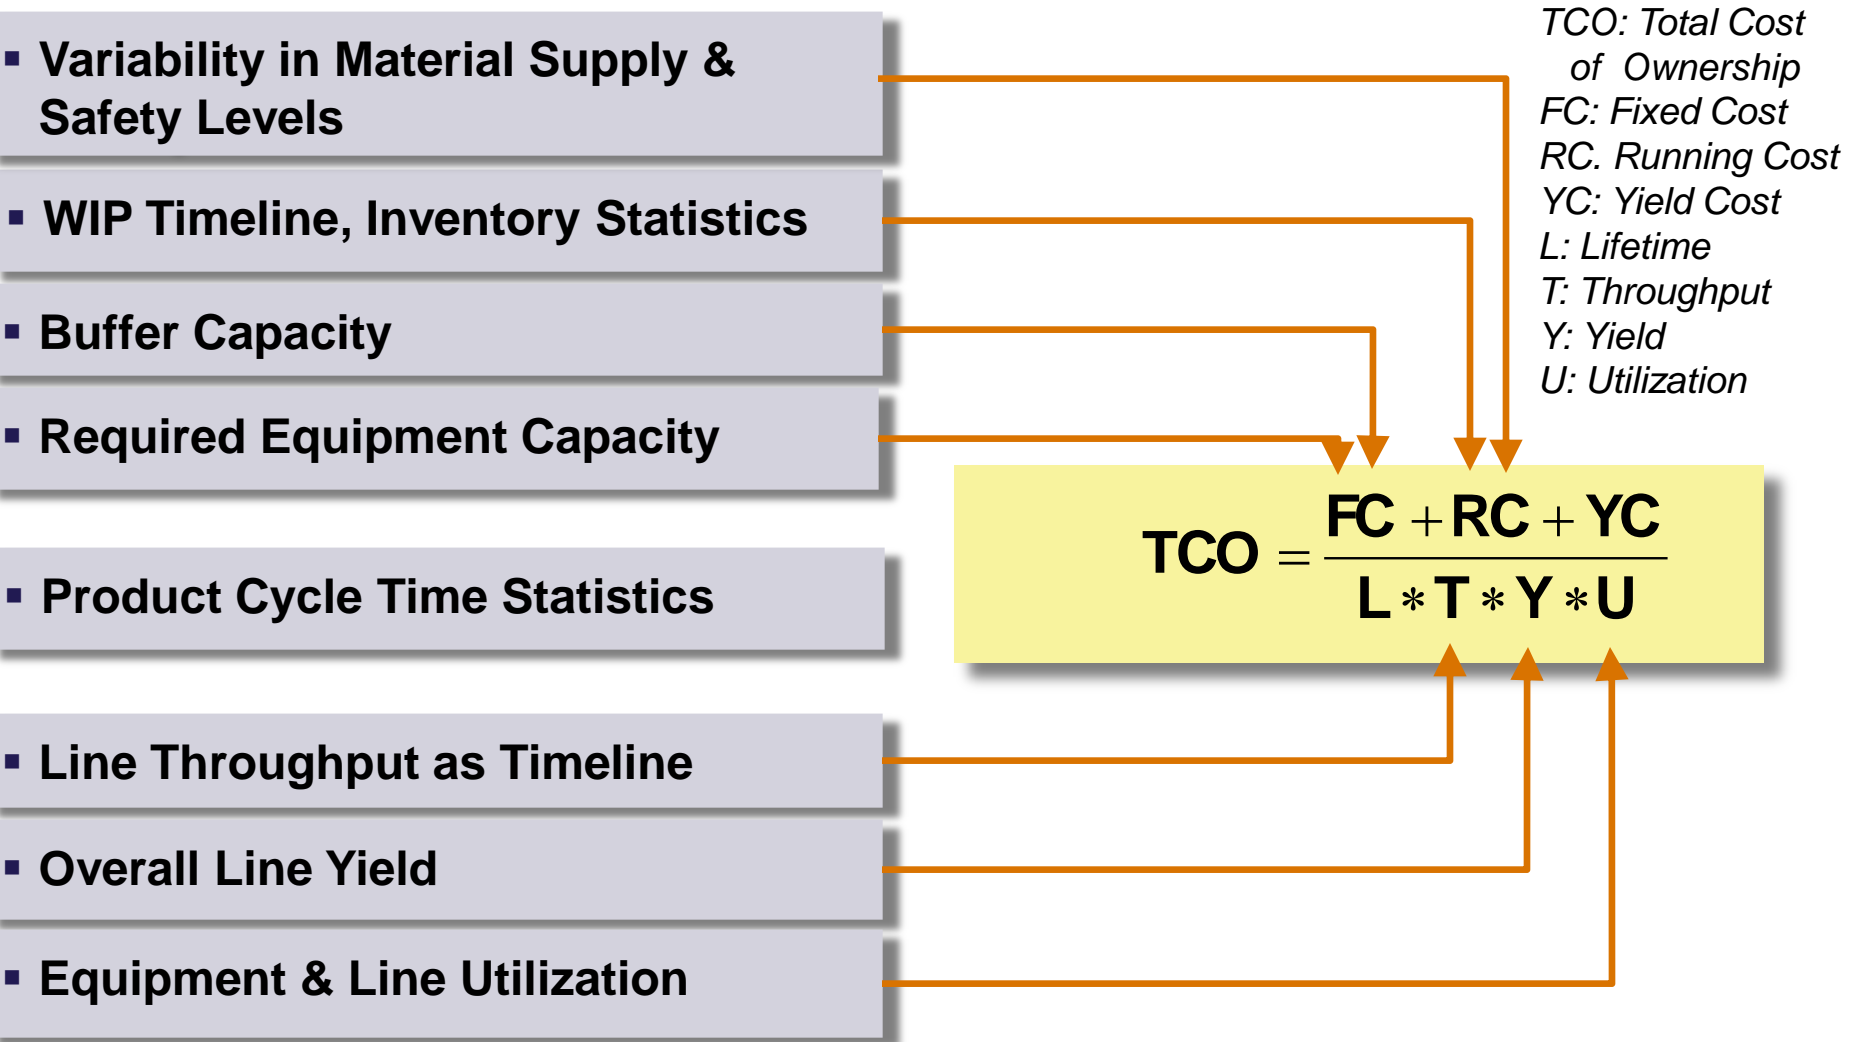 ▪ Variability in Material Supply &
Safety Levels
▪ WIP Timeline, Inventory Statistics
▪ Buffer Capacity
▪ Required Equipment Capacity
▪ Product Cycle Time Statistics
▪ Line Throughput as Timeline
▪ Overall Line Yield
▪ Equipment & Line Utilization
TCO: Total Cost
of Ownership
FC: Fixed Cost
RC. Running Cost
YC: Yield Cost
L: Lifetime
T: Throughput
Y: Yield
U: Utilization
FC + RC + YC
TCO =
L * T * Y * U